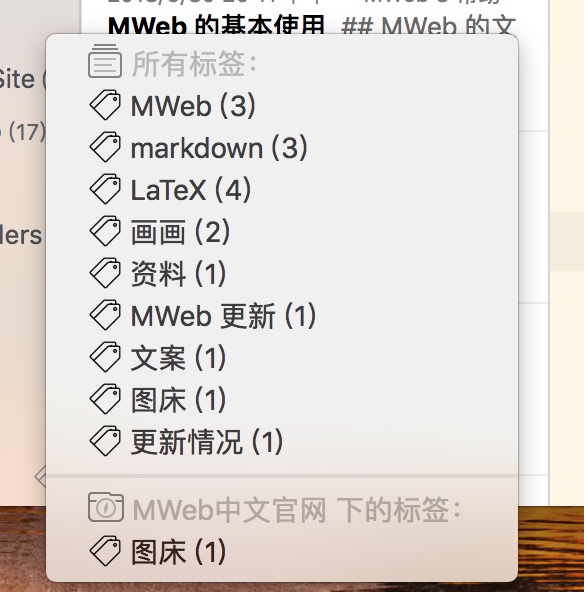 MWeb 的基本使用 ## MWeb 的文
所有标签：
Site (
MWeb (3)
(17)
markdown (3)
LaTeX (4)
ders
画画 (2)
资料 (1)
MWeb 更新 (1)
文案 (1)
图床 (1)
更新情况 (1)
MWeb中文官网 下的标签：
图床 (1)